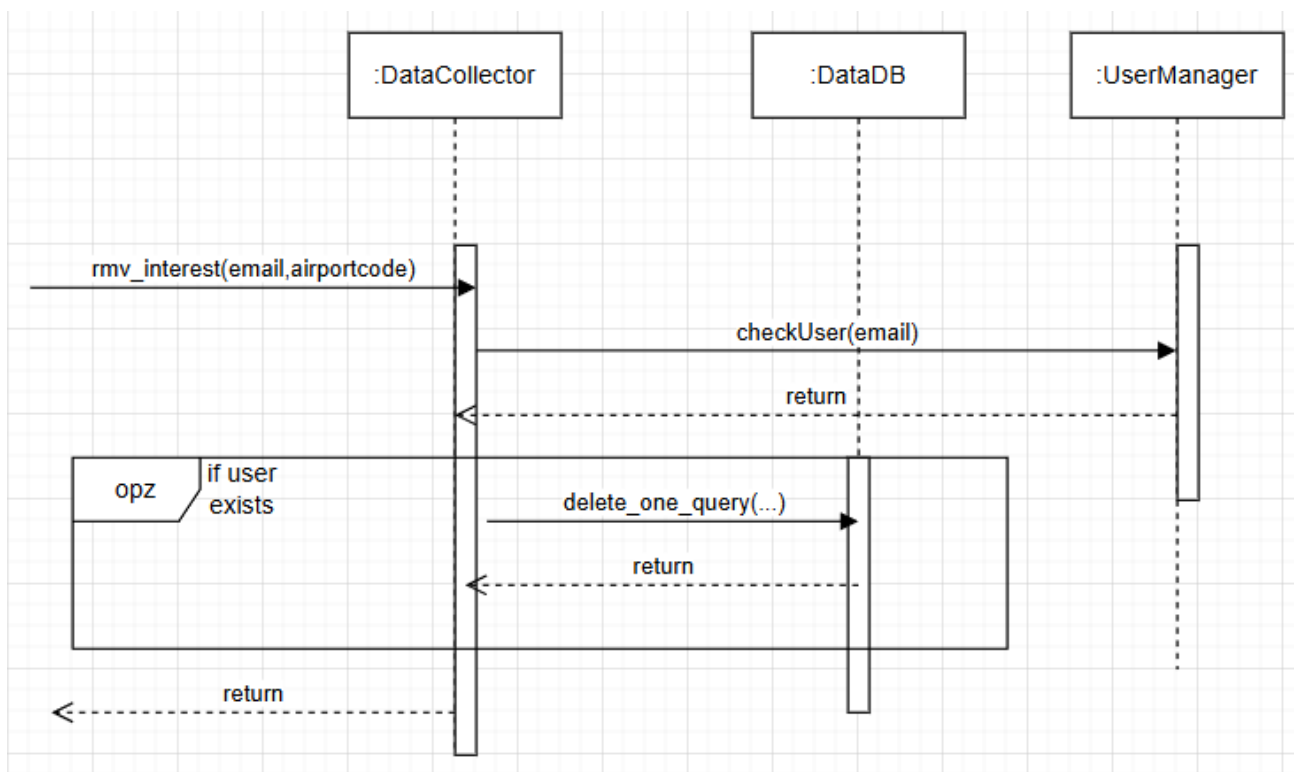 :DataCollector
:DataDB
:UserManager
rmv_interest(email,airportcode)
checkUser(email)
return
opz
if user
exists
delete_one_query(...)
return
return